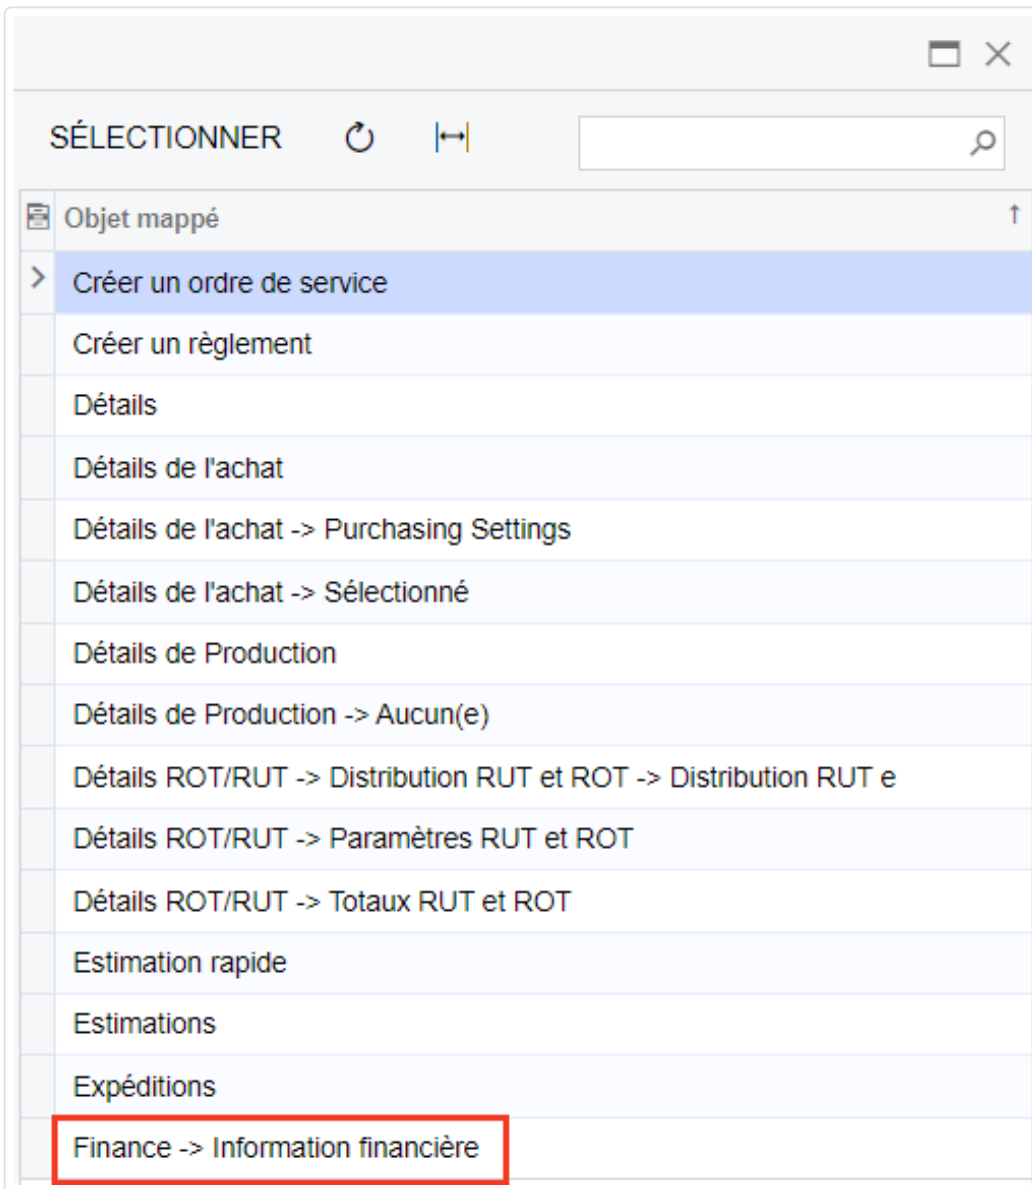 SÉLECTIONNER
Objet mappé
Créer un ordre de service
Créer un règlement
Détails
Détails de l'achat
Détails de l'achat -> Purchasing Settings
Détails de l'achat -> Sélectionné
Détails de Production
Détails de Production -> Aucun(e)
Détails ROT/RUT -> Distribution RUT et ROT -> Distribution RUT e
Détails ROT/RUT -> Paramètres RUT et ROT
Détails ROT/RUT -> Totaux RUT et ROT
Estimation rapide
Estimations
Expéditions
Finance -> Information financière